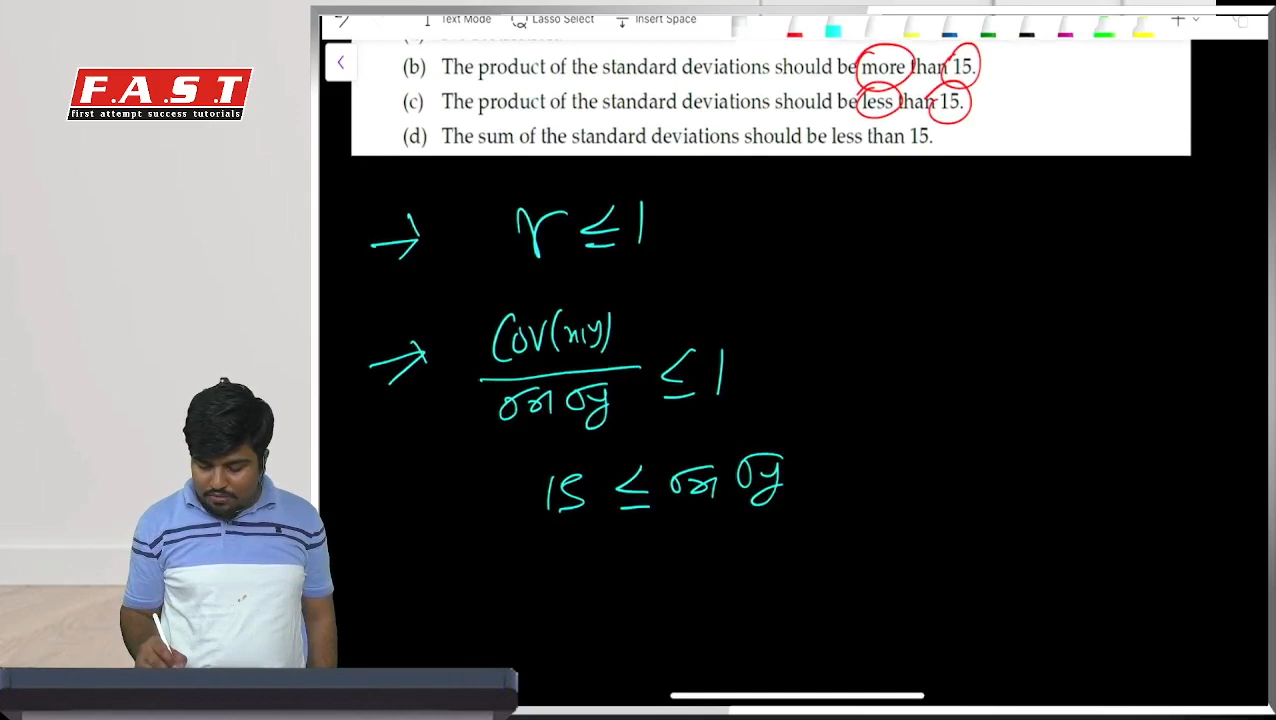 Text Mode Lasso Select Insert Space
F.A.S.T
first attempt success tutorials
(b) The product of the standard deviations should be more than 15.
(c) The product of the standard deviations should be less than 15.
(d) The sum of the standard deviations should be less than 15.
→ r ≤ 1
→ Cov(x,y)
σx σy ≤ 1
15 ≤ σx σy